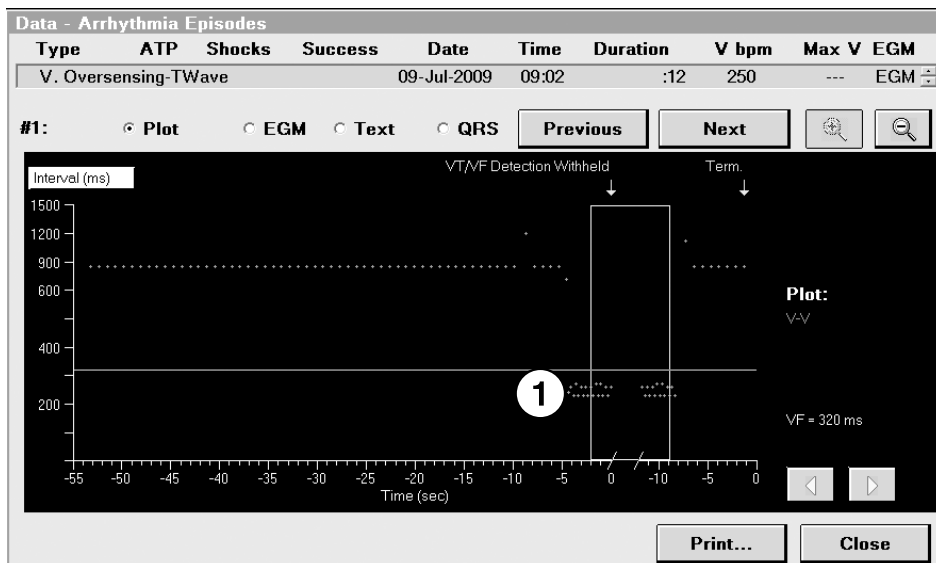 Data - Arrhythmia Episodes
Type ATP Shocks Success Date Time Duration V bpm Max V EGM
V. Oversensing-TWave 09-Jul-2009 09:02 :12 250 --- EGM
#1: Plot EGM Text QRS Previous Next
VT/VF Detection Withheld Term.
Interval (ms)
1500
1200
900
600
Plot:
V-V
400
1
200
VF = 320 ms
-55 -50 -45 -40 -35 -30 -25 -20 -15 -10 -5 0 -10 -5 0
Time (sec)
Print... Close